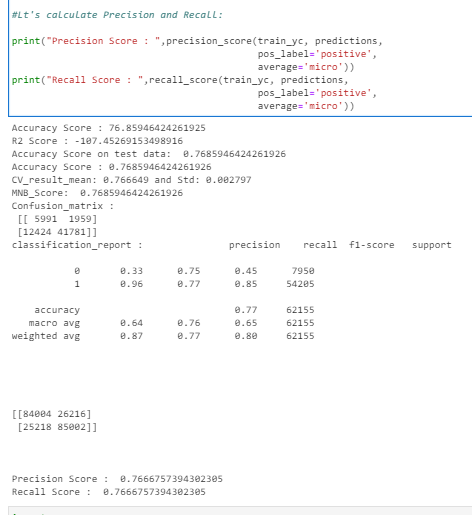 #Lt's calculate Precision and Recall:
print("Precision Score : ",precision_score(train_yc, predictions,
pos_label='positive',
average='micro'))
print("Recall Score : ",recall_score(train_yc, predictions,
pos_label='positive',
average='micro'))
Accuracy Score : 76.85946424261925
R2 Score : -107.45269153498916
Accuracy Score on test data:  0.7685946424261926
Accuracy Score : 0.7685946424261926
CV_result_mean: 0.766649 and Std: 0.002797
MNB_Score:  0.7685946424261926
Confusion_matrix :
[[ 5991  1959]
[12424 41781]]
classification_report :               precision    recall  f1-score   support
0       0.33      0.75      0.45      7950
1       0.96      0.77      0.85     54205
accuracy                           0.77     62155
macro avg       0.64      0.76      0.65     62155
weighted avg       0.87      0.77      0.80     62155
[[84004 26216]
[25218 85002]]
Precision Score :  0.7666757394302305
Recall Score :  0.7666757394302305